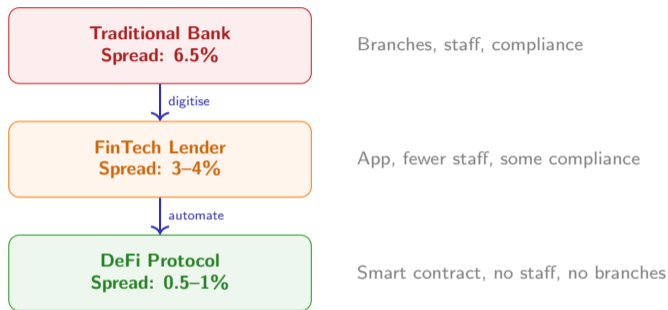 Traditional Bank
Spread: 6.5%
Branches, staff, compliance
digitise
FinTech Lender
Spread: 3–4%
App, fewer staff, some compliance
automate
DeFi Protocol
Spread: 0.5–1%
Smart contract, no staff, no branches